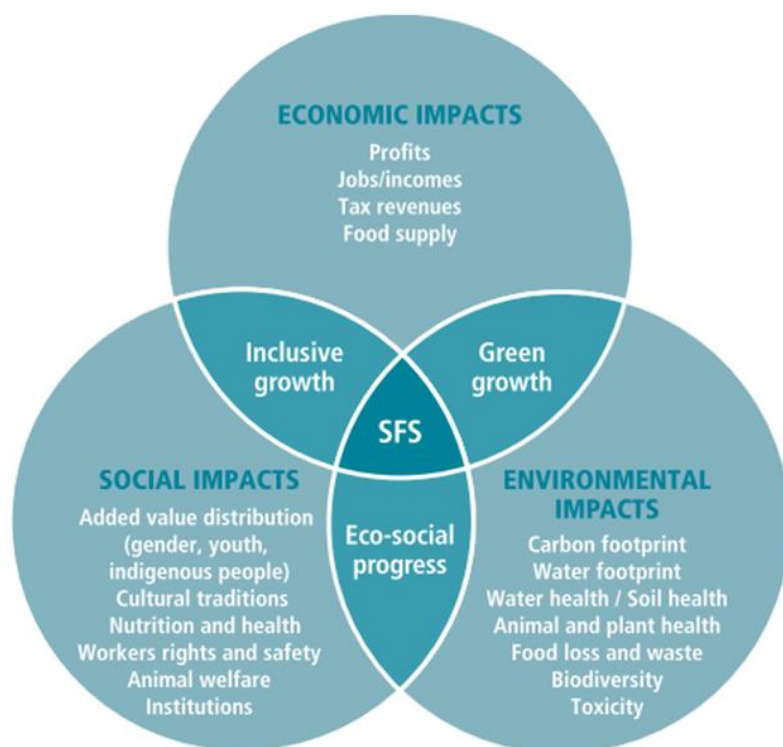 ECONOMIC IMPACTS
Profits
Jobs/incomes
Tax revenues
Food supply
Inclusive
growth
Green
growth
SFS
SOCIAL IMPACTS
Added value distribution
(gender, youth,
indigenous people)
Cultural traditions
Nutrition and health
Workers rights and safety
Animal welfare
Institutions
Eco-social
progress
ENVIRONMENTAL
IMPACTS
Carbon footprint
Water footprint
Water health / Soil health
Animal and plant health
Food loss and waste
Biodiversity
Toxicity